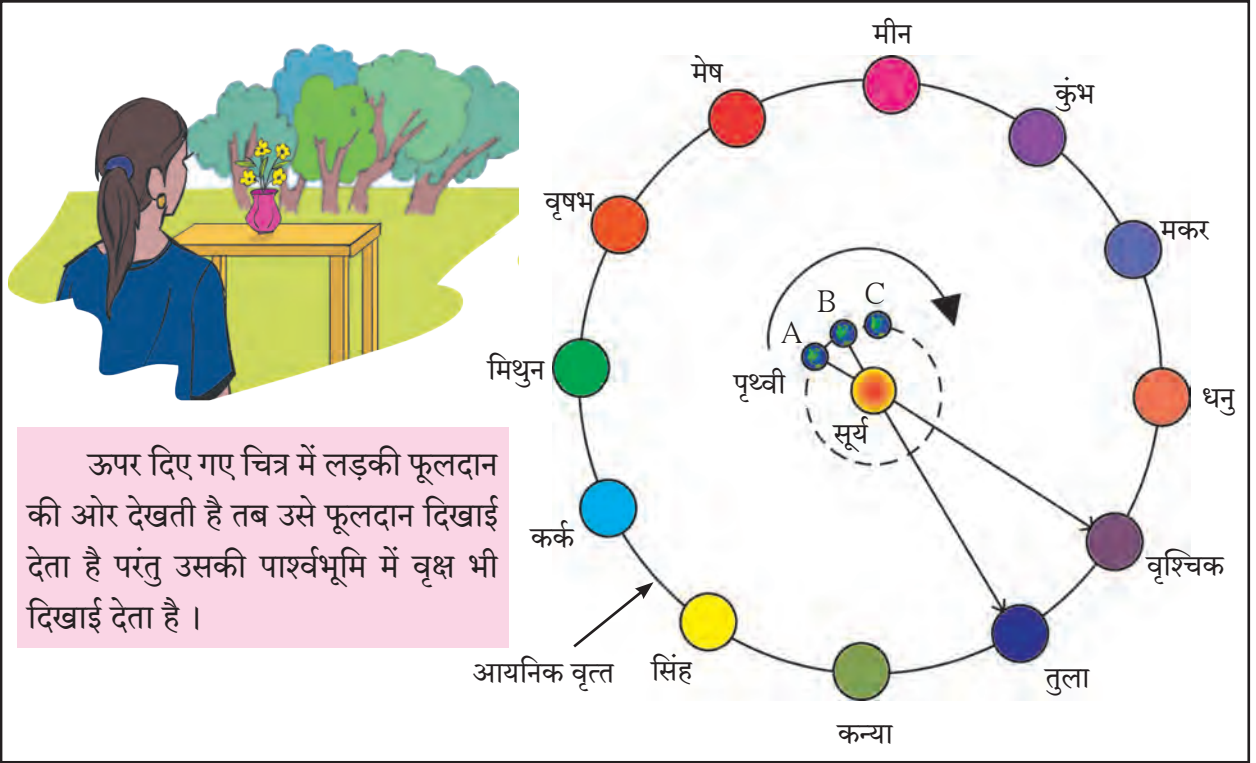 मीन
मेष
कुंभ
वृषभ
मकर
B C
A
मिथुन
पृथ्वी
धनु
सूर्य
ऊपर दिए गए चित्र में लड़की फूलदान
की ओर देखती है तब उसे फूलदान दिखाई
देता है परंतु उसकी पार्श्वभूमि में वृक्ष भी
दिखाई देता है ।
कर्क
वृश्चिक
आयनिक वृत्त
सिंह
तुला
कन्या